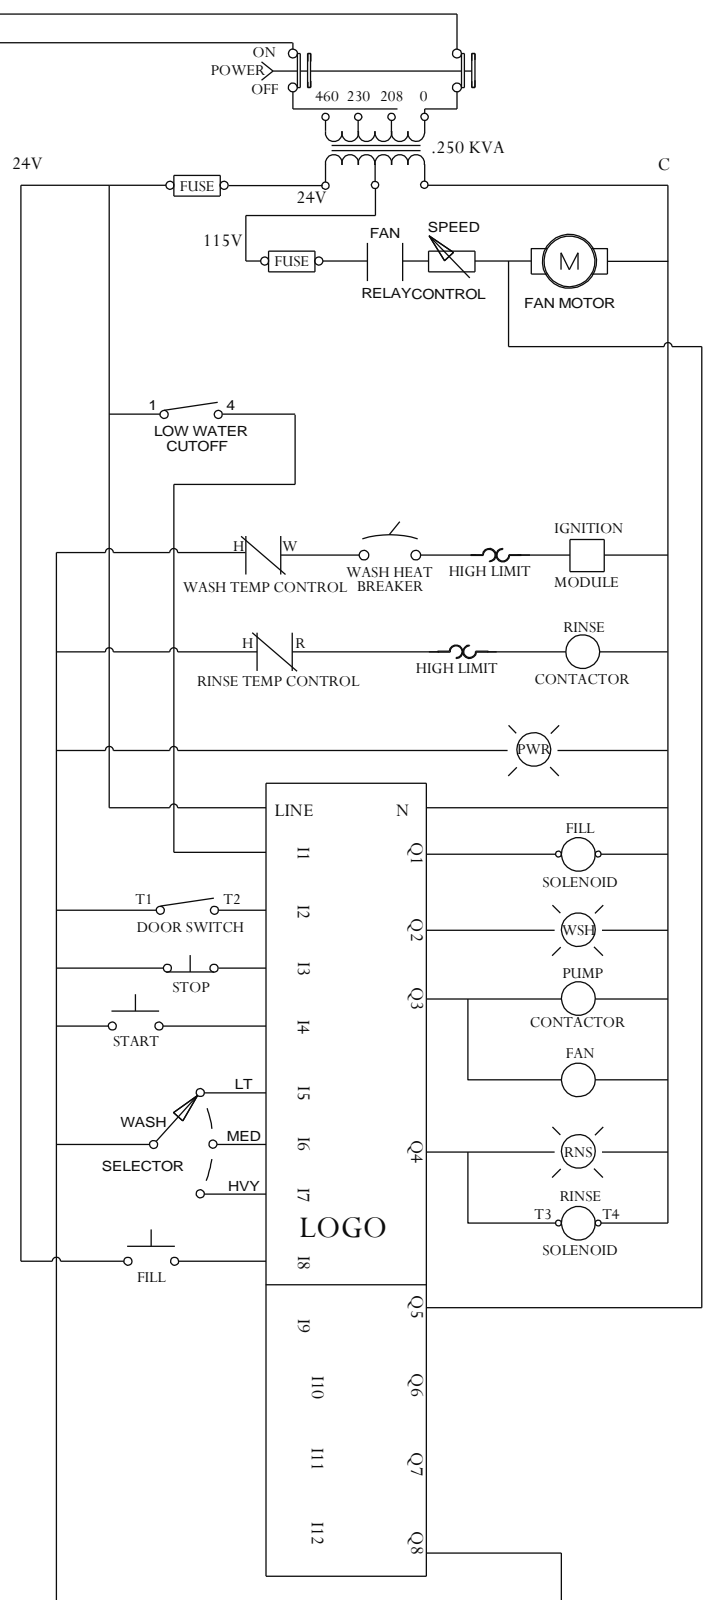 ON
POWER
OFF
460 230 208 0
.250 KVA
24V
C
FUSE
24V
115V
FAN
SPEED
FUSE
M
RELAY
CONTROL
FAN MOTOR
1 4
LOW WATER
CUTOFF
IGNITION
H W
WASH TEMP CONTROL
WASH HEAT
BREAKER
HIGH LIMIT
MODULE
RINSE
H R
RINSE TEMP CONTROL
HIGH LIMIT
CONTACTOR
PWR
LINE N
FILL
I1 Q1
SOLENOID
T1 T2
I2
DOOR SWITCH
Q2
WSH
I3
STOP
PUMP
Q3
CONTACTOR
I4
START
FAN
LT
I5
WASH
MED
I6
Q4
RNS
SELECTOR
HVY
I7
RINSE
T3 T4
LOGO
SOLENOID
I8
FILL
Q5
I9
I10
Q6
I11
Q7
I12
Q8